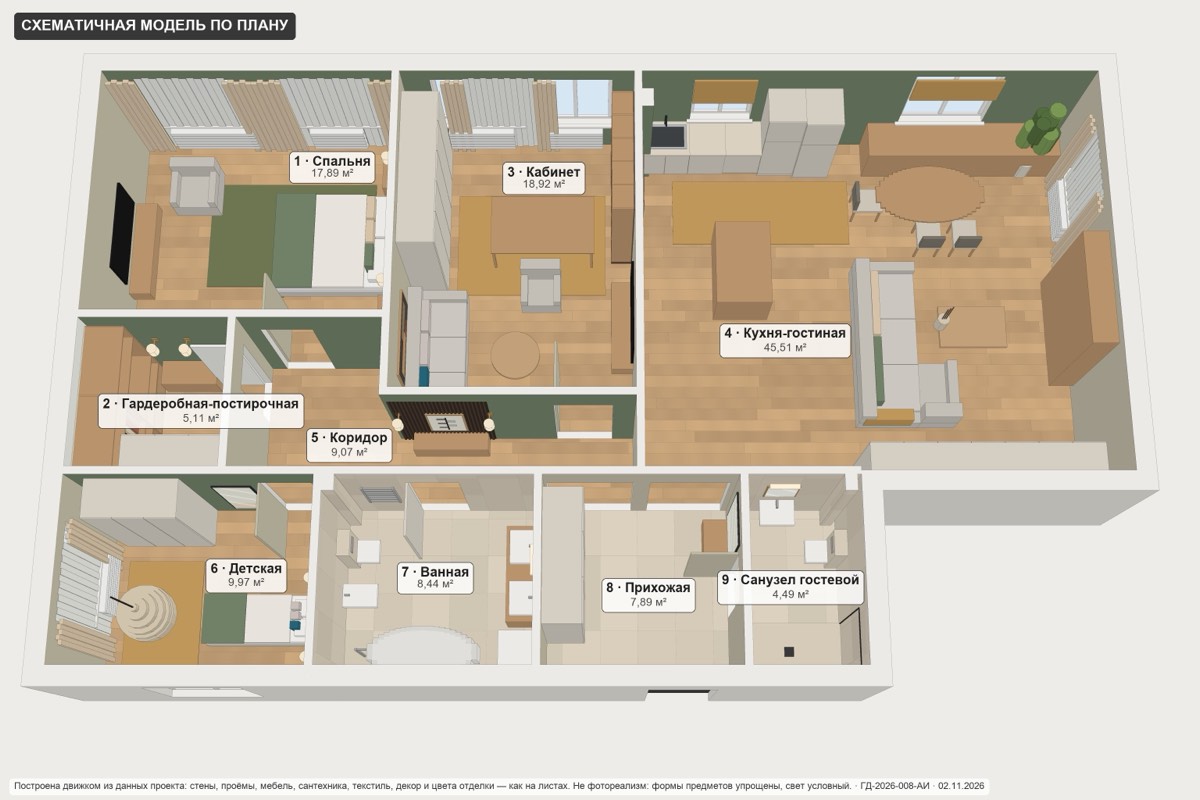 СХЕМАТИЧНАЯ МОДЕЛЬ ПО ПЛАНУ
1 · Спальня
17,89 м²
3 · Кабинет
18,92 м²
4 · Кухня-гостиная
45,51 м²
2 · Гардеробная-постирочная
5,11 м²
5 · Коридор
9,07 м²
6 · Детская
9,97 м²
7 · Ванная
8,44 м²
8 · Прихожая
7,89 м²
9 · Санузел гостевой
4,49 м²
Построена движком из данных проекта: стены, проёмы, мебель, сантехника, текстиль, декор и цвета отделки — как на листах. Не фотореализм: формы предметов упрощены, свет условный. · ГД-2026-008-АИ · 02.11.2026